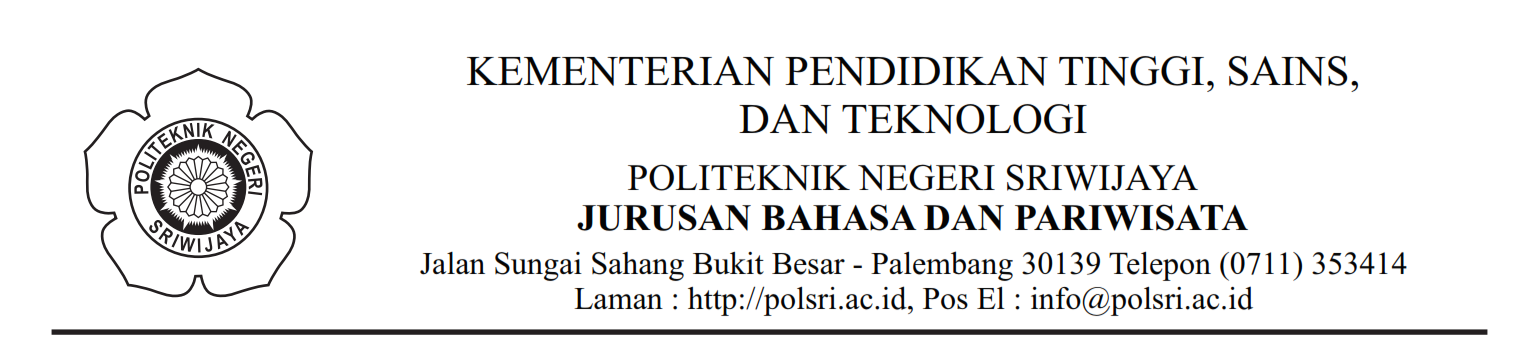 KEMENTERIAN PENDIDIKAN TINGGI, SAINS,
DAN TEKNOLOGI
POLITEKNIK NEGERI SRIWIJAYA
JURUSAN BAHASA DAN PARIWISATA
Jalan Sungai Sahang Bukit Besar - Palembang 30139 Telepon (0711) 353414
Laman : http://polsri.ac.id, Pos El : info@polsri.ac.id
POLITEKNIK NEGERI
SRIWIJAYA